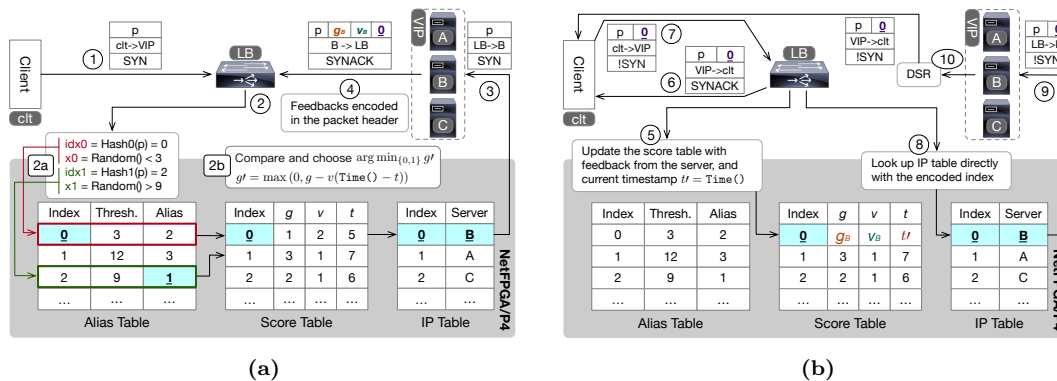 p
clt->VIP
SYN
1
Client
clt
LB
2
p gB vB 0
B -> LB
SYNACK
4
Feedbacks encoded
in the packet header
VIP
A
B
C
p 0
LB->B
SYN
3
2a
idx0 = Hash0(p) = 0
x0 = Random() < 3
idx1 = Hash1(p) = 2
x1 = Random() > 9
2b
Compare and choose arg min{0,1} g′
g′ = max (0, g − v(Time() − t))
Index Thresh. Alias
0 3 2
1 12 3
2 9 1
... ... ...
Alias Table
Index g v t
0 1 2 5
1 3 1 7
2 2 1 6
... ... ... ...
Score Table
Index Server
0 B
1 A
2 C
... ...
IP Table
NetFPGA/P4
(a)
Client
clt
p 0
clt->VIP
!SYN
7
p 0
VIP->clt
SYNACK
6
LB
p 0
VIP->clt
!SYN
DSR
10
VIP
A
B
C
p 0
LB->B
!SYN
9
5
Update the score table with
feedback from the server, and
current timestamp t′ = Time()
8
Look up IP table directly
with the encoded index
Index Thresh. Alias
0 3 2
1 12 3
2 9 1
... ... ...
Alias Table
Index g v t
0 gB vB t′
1 3 1 7
2 2 1 6
... ... ... ...
Score Table
Index Server
0 B
1 A
2 C
... ...
IP Table
(b)